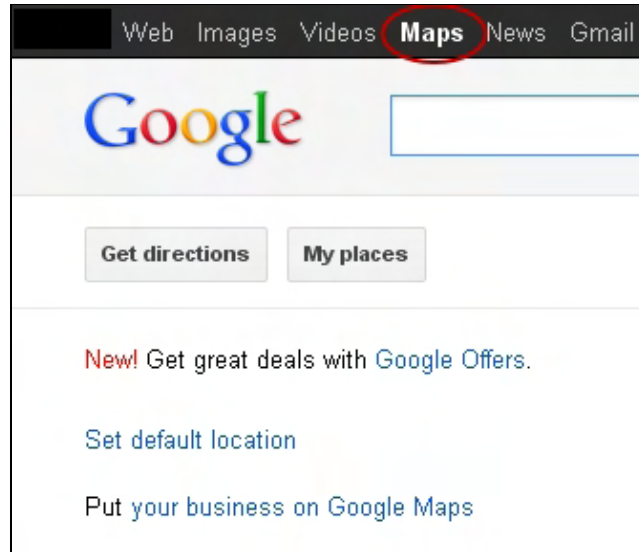 Web Images Videos Maps News Gmail
Google
Get directions My places
New! Get great deals with Google Offers.
Set default location
Put your business on Google Maps